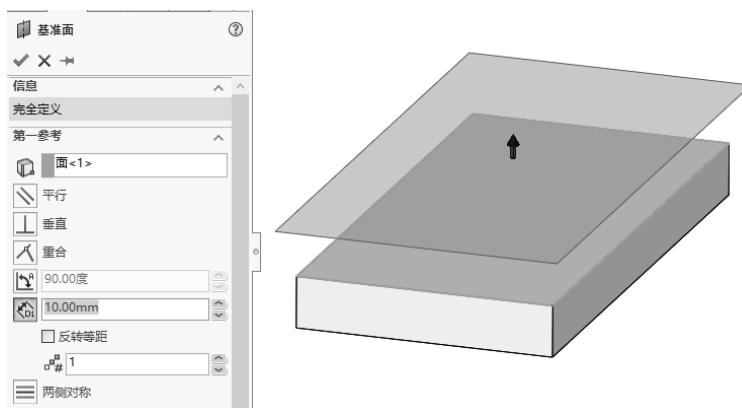 基准面
信息
完全定义
第一参考
面<1>
平行
垂直
重合
90.00度
10.00mm
反转等距
1
两侧对称